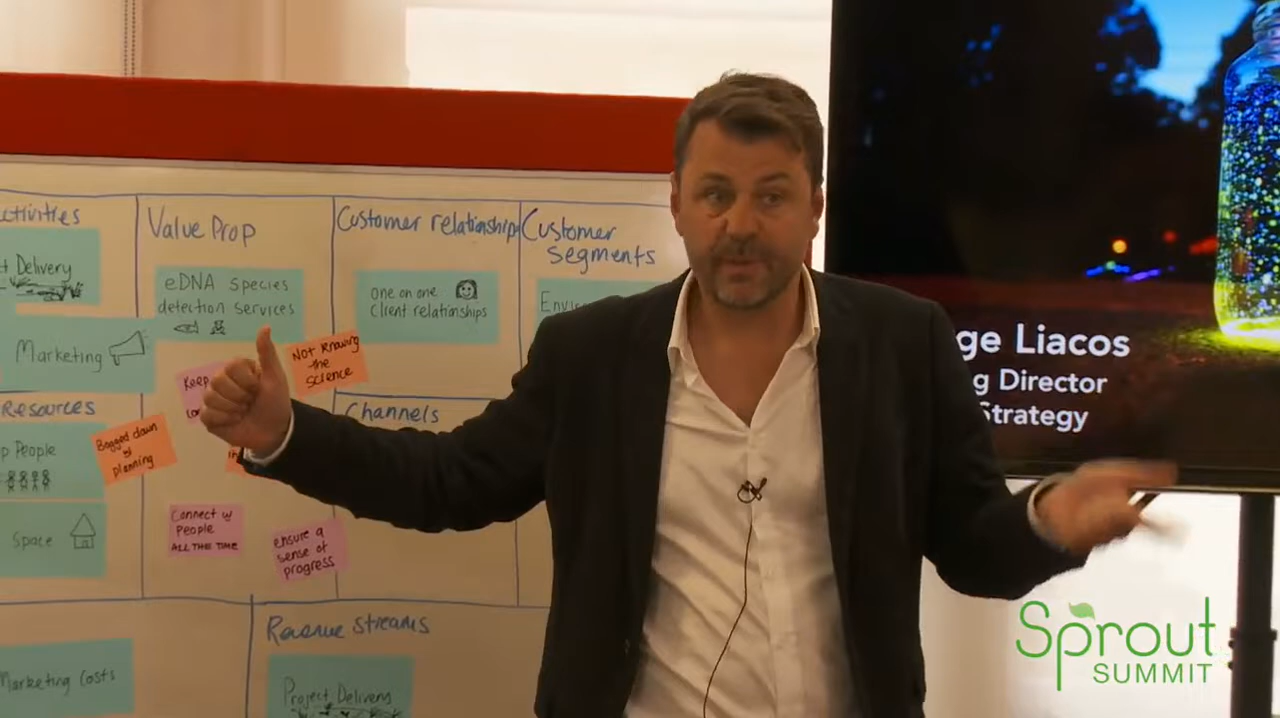 ctivities
t Delivery
Marketing
Resources
p People
Space
Marketing Costs
Value Prop
eDNA species
detection services
Keep
Not Knowing
the
science
Bogged down
planning
Connect w/
People
ALL THE TIME
ensure a
sense of
progress
Customer relationships
one on one
client relationships
Channels
Customer
segments
Envir
Revenue streams
Project Delivery
ge Liacos
g Director
Strategy
Sprout
SUMMIT